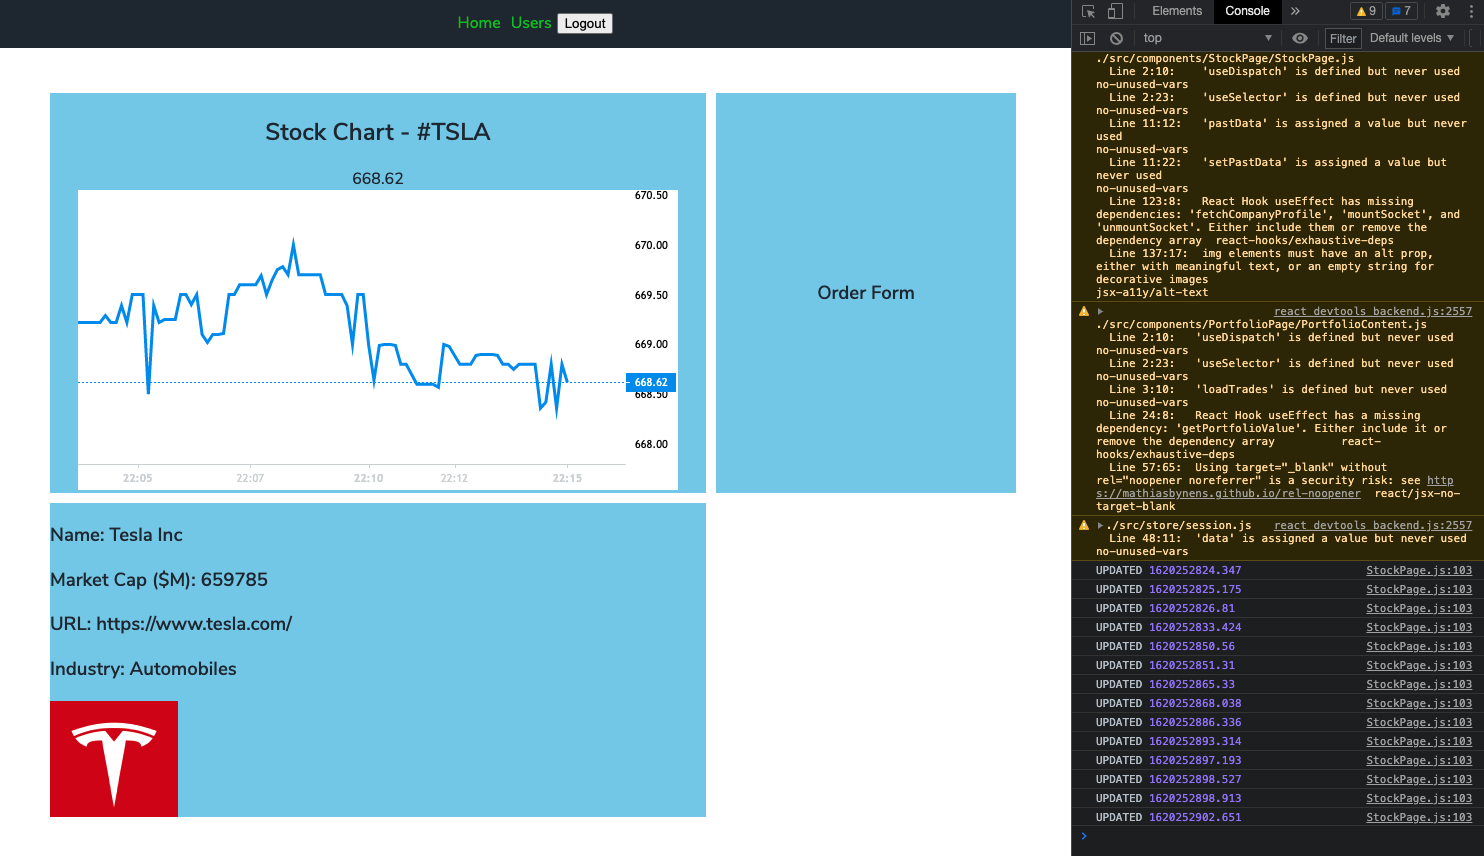 Home Users Logout
Stock Chart - #TSLA
668.62
670.50
670.00
669.50
669.00
668.62
668.50
668.00
22:05 22:07 22:10 22:12 22:15
Order Form
Name: Tesla Inc
Market Cap ($M): 659785
URL: https://www.tesla.com/
Industry: Automobiles
Elements Console » 9 7
top Filter Default levels
./src/components/StockPage/StockPage.js
Line 2:10: 'useDispatch' is defined but never used
no-unused-vars
Line 2:23: 'useSelector' is defined but never used
no-unused-vars
Line 11:12: 'pastData' is assigned a value but never
used
no-unused-vars
Line 11:22: 'setPastData' is assigned a value but
never used
no-unused-vars
Line 123:8: React Hook useEffect has missing
dependencies: 'fetchCompanyProfile', 'mountSocket', and
'unmountSocket'. Either include them or remove the
dependency array react-hooks/exhaustive-deps
Line 137:17: img elements must have an alt prop,
either with meaningful text, or an empty string for
decorative images
jsx-a11y/alt-text
react_devtools_backend.js:2557
./src/components/PortfolioPage/PortfolioContent.js
Line 2:10: 'useDispatch' is defined but never used
no-unused-vars
Line 2:23: 'useSelector' is defined but never used
no-unused-vars
Line 3:10: 'loadTrades' is defined but never used
no-unused-vars
Line 24:8: React Hook useEffect has a missing
dependency: 'getPortfolioValue'. Either include it or
remove the dependency array react-
hooks/exhaustive-deps
Line 57:65: Using target="_blank" without
rel="noopener noreferrer" is a security risk: see http
s://mathiasbynens.github.io/rel-noopener react/jsx-no-
target-blank
./src/store/session.js react_devtools_backend.js:2557
Line 48:11: 'data' is assigned a value but never used
no-unused-vars
UPDATED 1620252824.347 StockPage.js:103
UPDATED 1620252825.175 StockPage.js:103
UPDATED 1620252826.81 StockPage.js:103
UPDATED 1620252833.424 StockPage.js:103
UPDATED 1620252850.56 StockPage.js:103
UPDATED 1620252851.31 StockPage.js:103
UPDATED 1620252865.33 StockPage.js:103
UPDATED 1620252868.038 StockPage.js:103
UPDATED 1620252886.336 StockPage.js:103
UPDATED 1620252893.314 StockPage.js:103
UPDATED 1620252897.193 StockPage.js:103
UPDATED 1620252898.527 StockPage.js:103
UPDATED 1620252898.913 StockPage.js:103
UPDATED 1620252902.651 StockPage.js:103